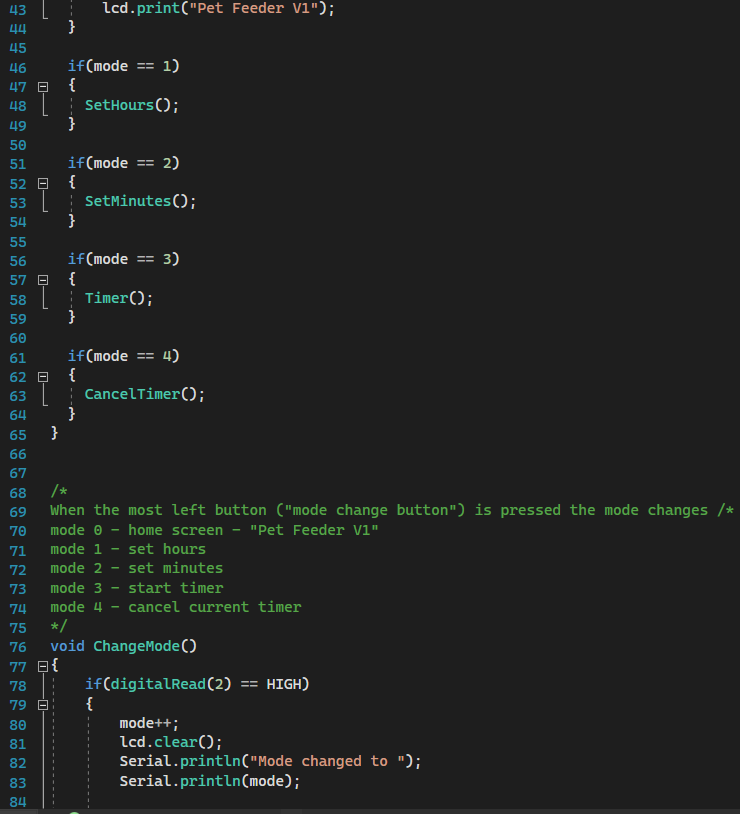 43 lcd.print("Pet Feeder V1");
44 }
45
46 if(mode == 1)
47 {
48 SetHours();
49 }
50
51 if(mode == 2)
52 {
53 SetMinutes();
54 }
55
56 if(mode == 3)
57 {
58 Timer();
59 }
60
61 if(mode == 4)
62 {
63 CancelTimer();
64 }
65 }
66
67
68 /*
69 When the most left button ("mode change button") is pressed the mode changes /*
70 mode 0 - home screen - "Pet Feeder V1"
71 mode 1 - set hours
72 mode 2 - set minutes
73 mode 3 - start timer
74 mode 4 - cancel current timer
75 */
76 void ChangeMode()
77 {
78 if(digitalRead(2) == HIGH)
79 {
80 mode++;
81 lcd.clear();
82 Serial.println("Mode changed to ");
83 Serial.println(mode);
84